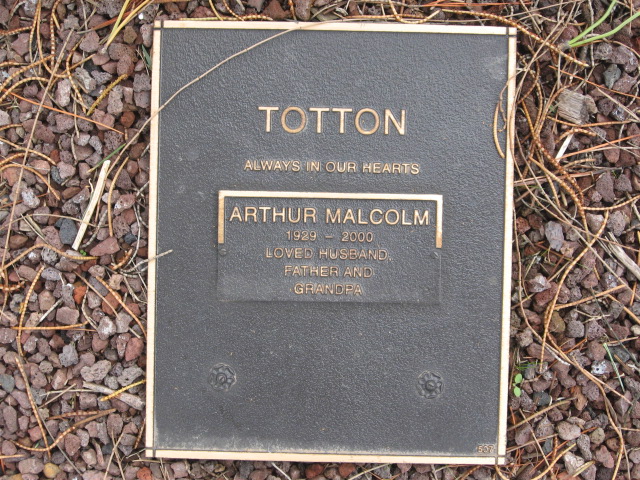 TOTTON
ALWAYS IN OUR HEARTS
ARTHUR MALCOLM
1929 - 2000
LOVED HUSBAND,
FATHER AND
GRANDPA